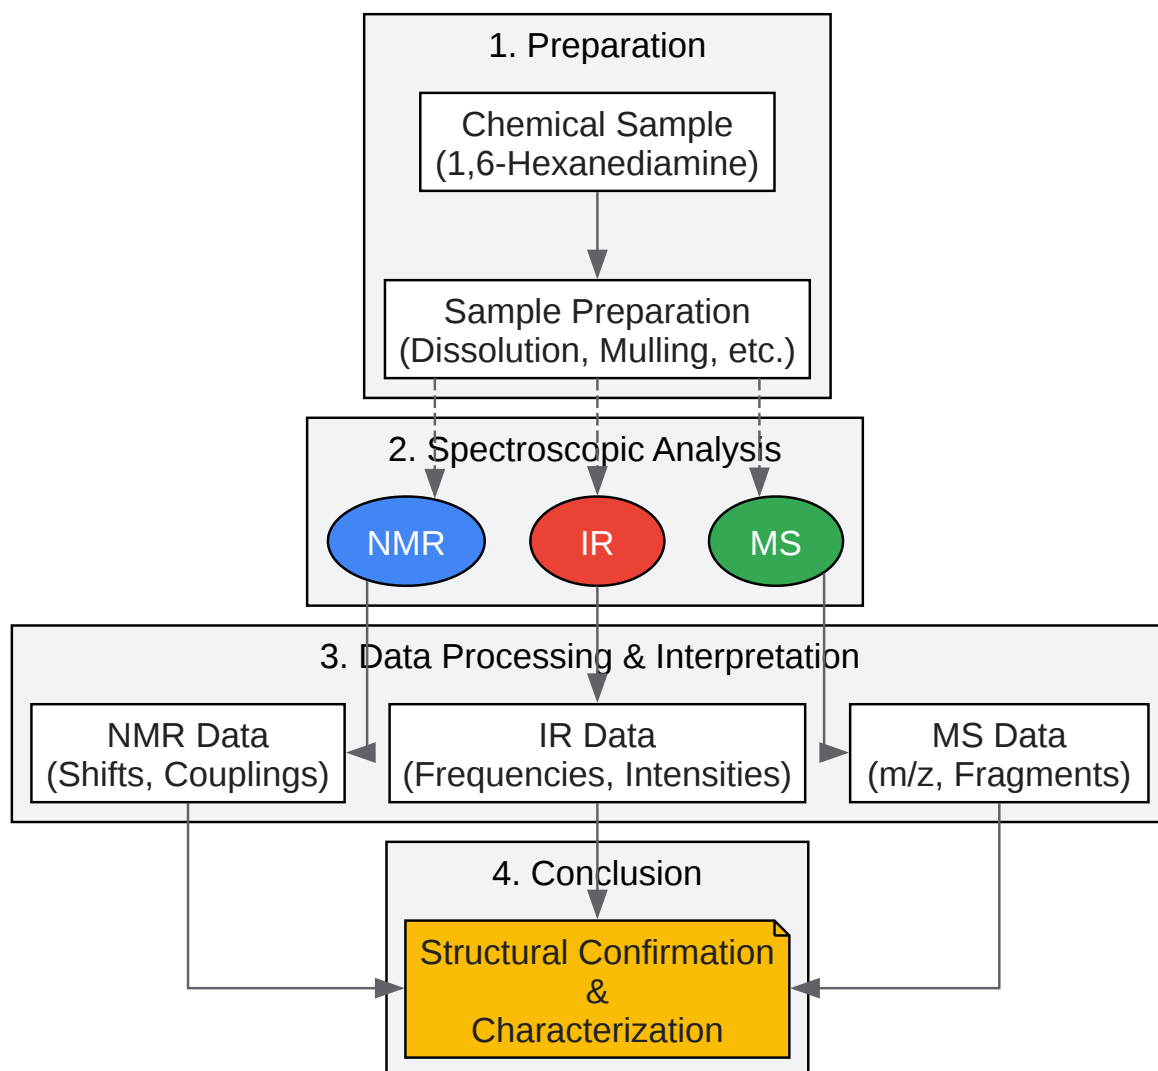 1. Preparation
Chemical Sample
(1,6-Hexanediamine)
Sample Preparation
(Dissolution, Mulling, etc.)
2. Spectroscopic Analysis
NMR
IR
MS
3. Data Processing & Interpretation
NMR Data
(Shifts, Couplings)
IR Data
(Frequencies, Intensities)
MS Data
(m/z, Fragments)
4. Conclusion
Structural Confirmation
&
Characterization